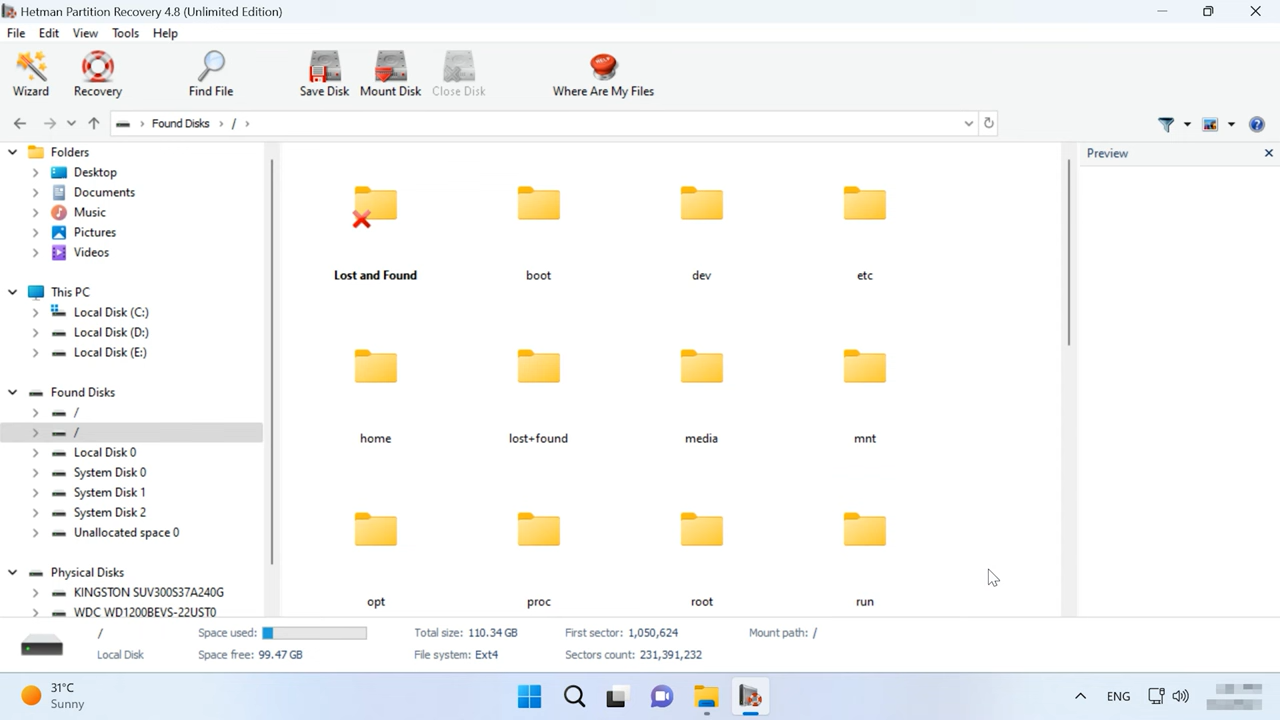 Hetman Partition Recovery 4.8 (Unlimited Edition)
File Edit View Tools Help
Wizard Recovery Find File Save Disk Mount Disk Close Disk HELP Where Are My Files
Found Disks > / >
Folders
Desktop
Documents
Music
Pictures
Videos
This PC
Local Disk (C:)
Local Disk (D:)
Local Disk (E:)
Found Disks
/
/
Local Disk 0
System Disk 0
System Disk 1
System Disk 2
Unallocated space 0
Physical Disks
KINGSTON SUV300S37A240G
WDC WD1200BEVS-22UST0
Lost and Found boot dev etc
home lost+found media mnt
opt proc root run
Preview
/ Space used: Total size: 110.34 GB First sector: 1,050,624 Mount path: /
Local Disk Space free: 99.47 GB File system: Ext4 Sectors count: 231,391,232
31°C
Sunny
ENG